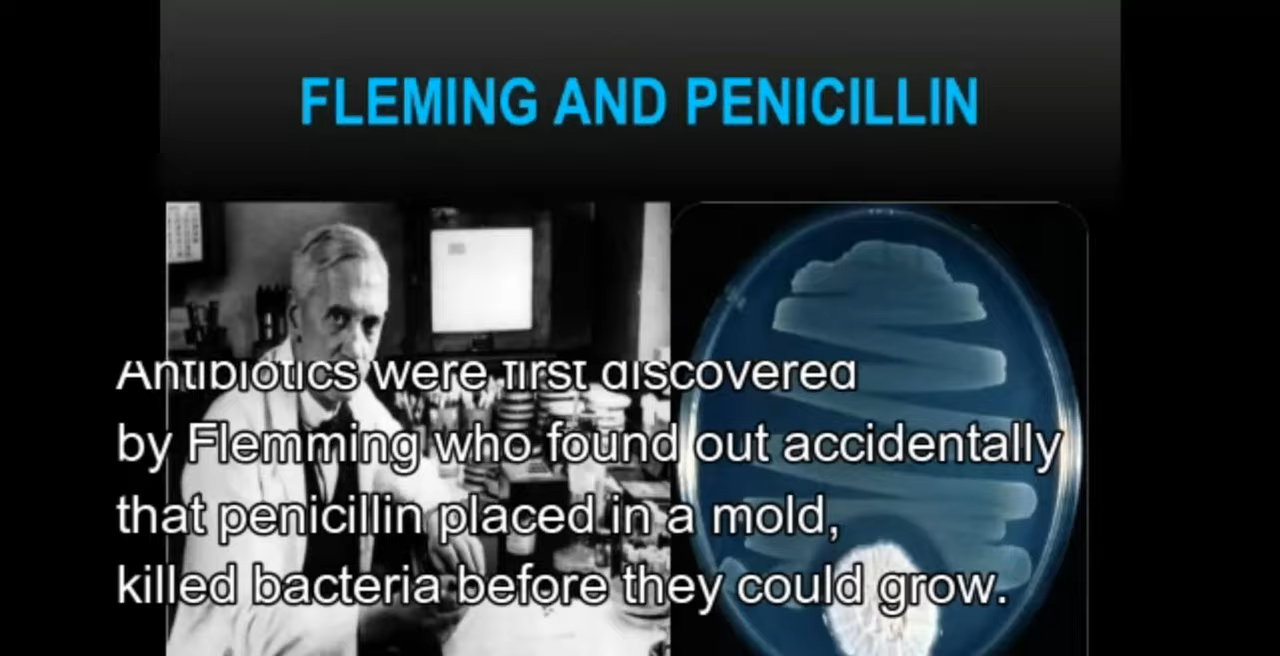 FLEMING AND PENICILLIN
Antibiotics were first discovered
by Flemming who found out accidentally
that penicillin placed in a mold,
killed bacteria before they could grow.